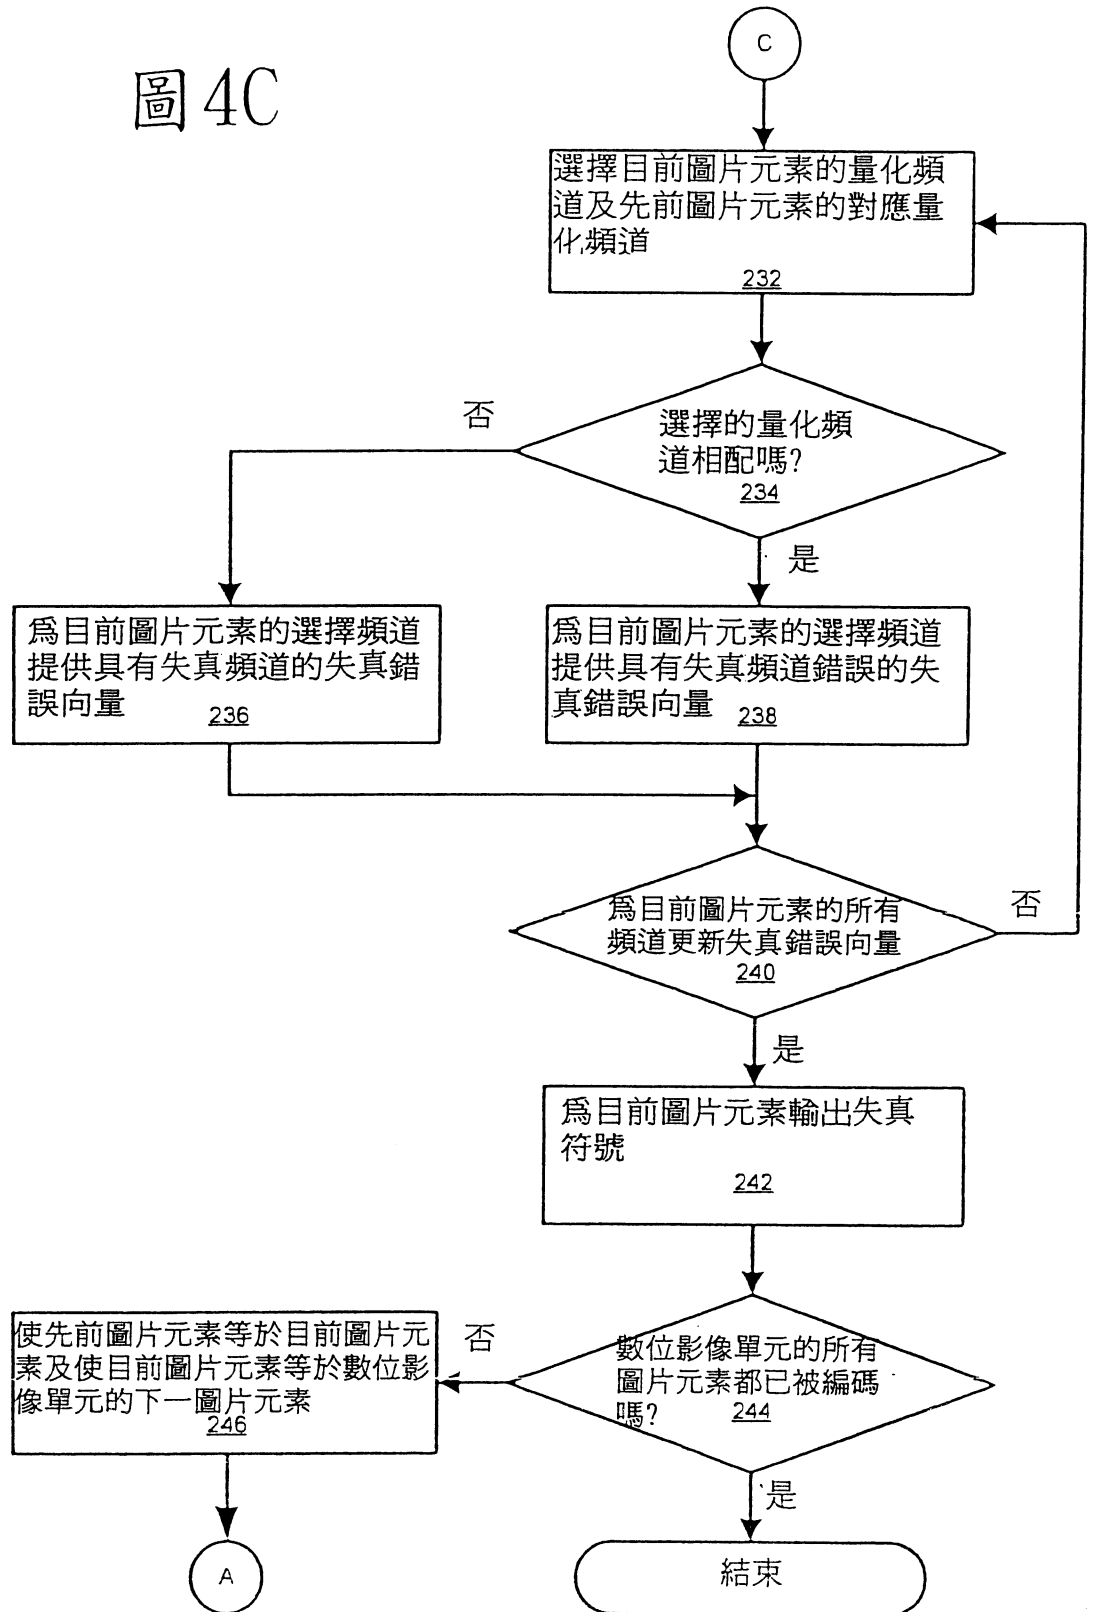 圖4C
C
選擇目前圖片元素的量化頻
道及先前圖片元素的對應量
化頻道
232
否
選擇的量化頻
道相配嗎?
234
是
爲目前圖片元素的選擇頻道
提供具有失真頻道的失真錯
誤向量
236
爲目前圖片元素的選擇頻道
提供具有失真頻道錯誤的失
真錯誤向量
238
爲目前圖片元素的所有
頻道更新失真錯誤向量
240
否
是
爲目前圖片元素輸出失真
符號
242
使先前圖片元素等於目前圖片元
素及使目前圖片元素等於數位影
像單元的下一圖片元素
246
否
數位影像單元的所有
圖片元素都已被編碼
嗎?
244
是
A
結束